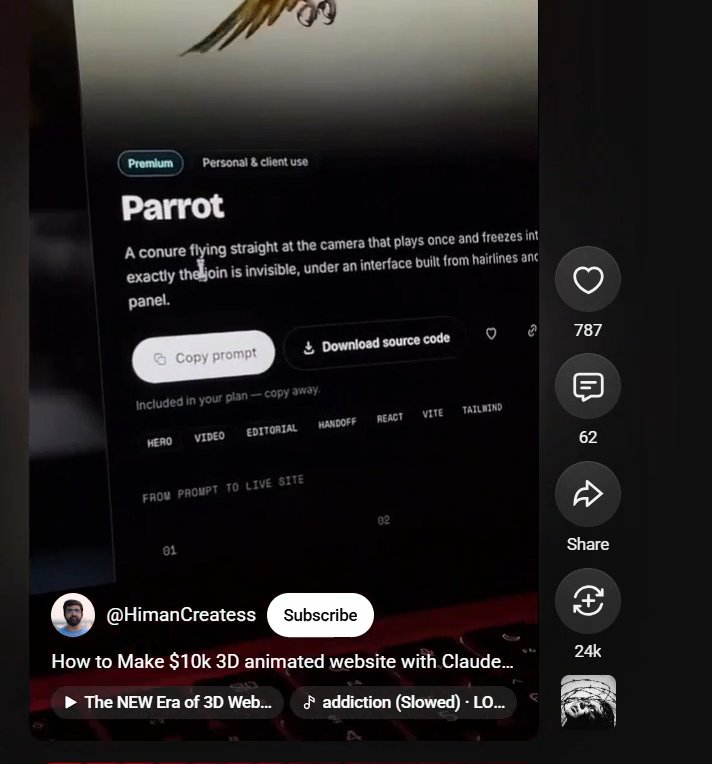 Premium
Personal & client use
Parrot
A conure flying straight at the camera that plays once and freezes
exactly the join is invisible, under an interface built from hairlines
panel.
Copy prompt
Download source code
Included in your plan — copy away.
HERO VIDEO EDITORIAL HANDOFF REACT VITE TAILWIND
FROM PROMPT TO LIVE SITE
01
02
787
62
Share
24k
@HimanCreatess
Subscribe
How to Make $10k 3D animated website with Claude...
The NEW Era of 3D Web...
addiction (Slowed) · LO...